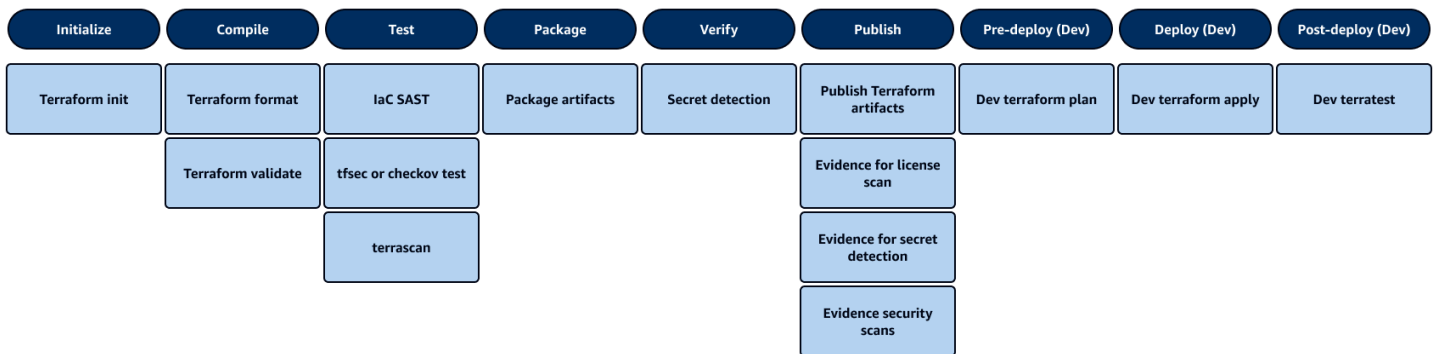 Initialize
Compile
Test
Package
Verify
Publish
Pre-deploy (Dev)
Deploy (Dev)
Post-deploy (Dev)
Terraform init
Terraform format
IaC SAST
Package artifacts
Secret detection
Publish Terraform
artifacts
Dev terraform plan
Dev terraform apply
Dev terratest
Terraform validate
tfsec or checkov test
Evidence for license
scan
terrascan
Evidence for secret
detection
Evidence security
scans